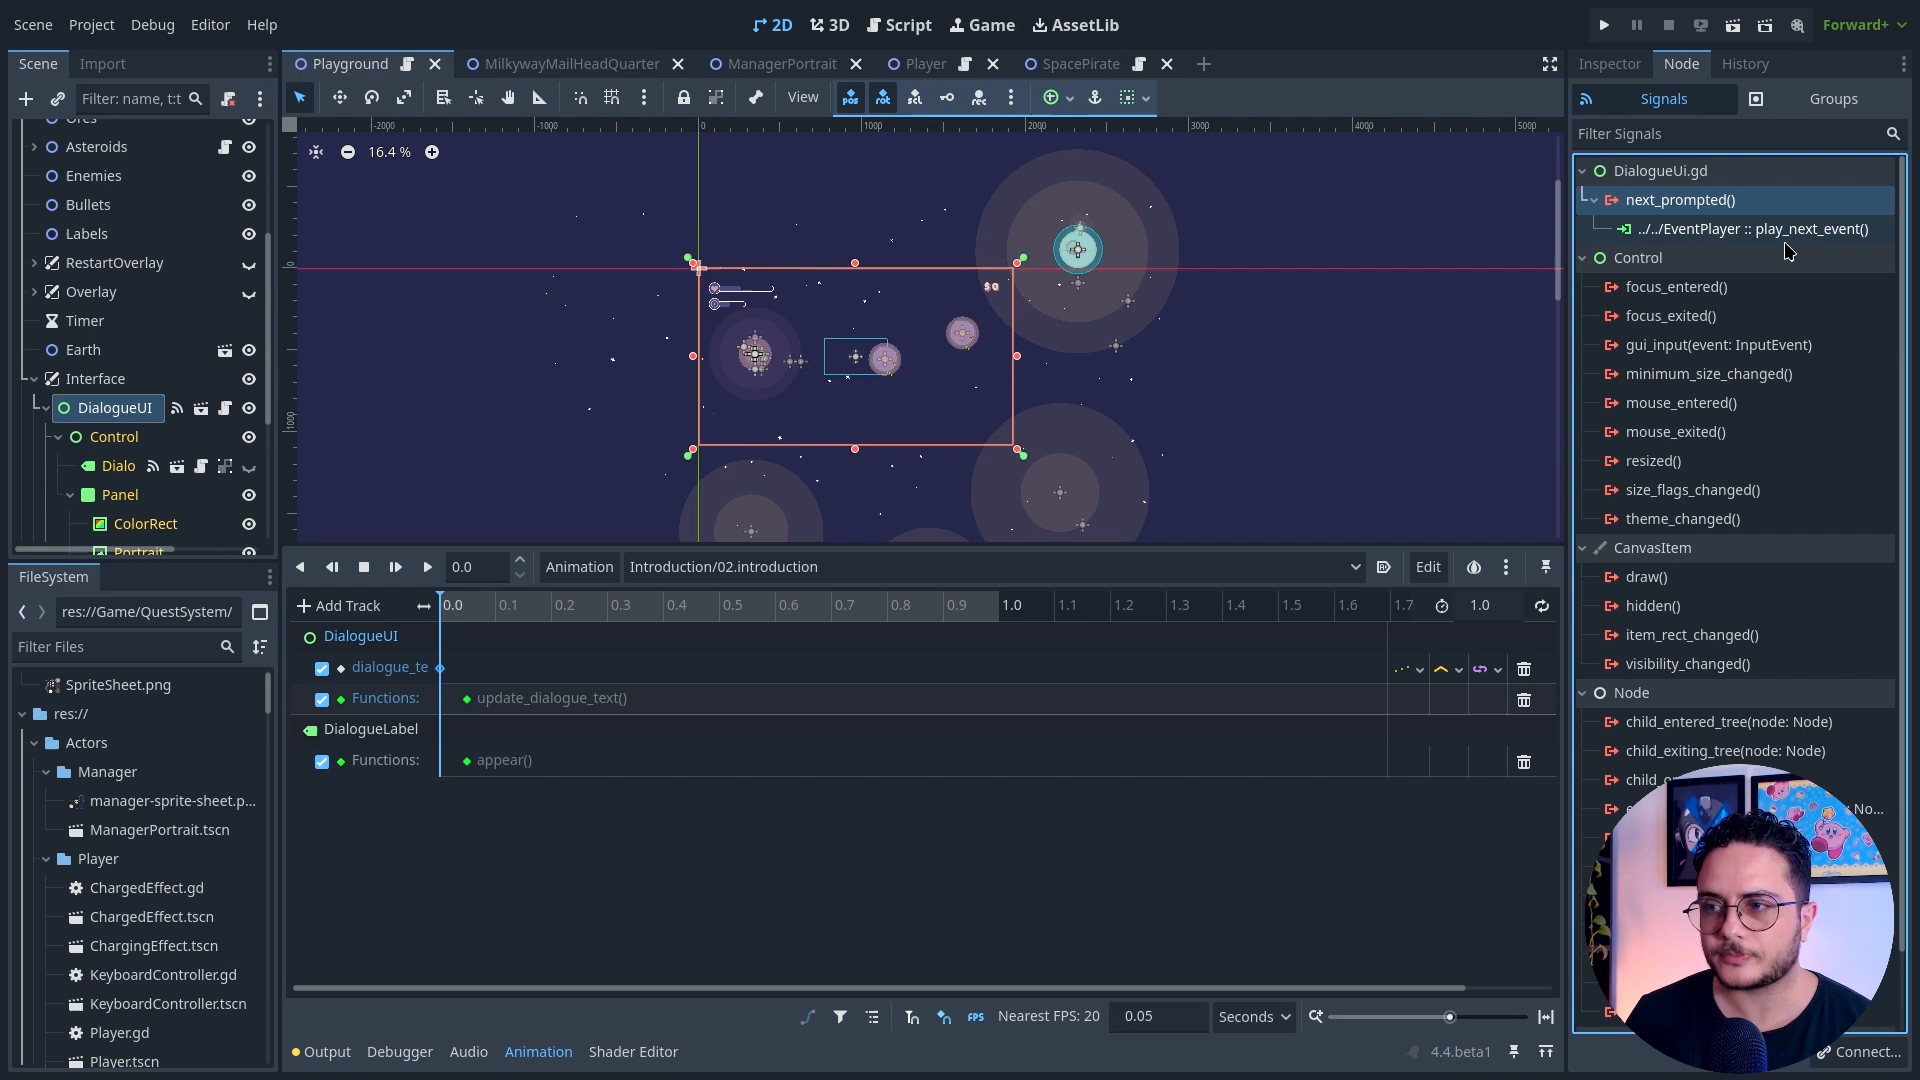 Scene Project Debug Editor Help
2D 3D Script Game AssetLib
Forward+
Scene Import
Playground MilkywayMailHeadQuarter ManagerPortrait Player SpacePirate
Inspector Node History
Filter: name, t:t
View
Signals Groups
Filter Signals
-2000 -1000 0 1000 2000 3000 4000 5000
0
1000
16.4 %
$0
Asteroids
Enemies
Bullets
Labels
RestartOverlay
Overlay
Timer
Earth
Interface
DialogueUI
Control
Dialo
Panel
ColorRect
Portrait
DialogueUi.gd
next_prompted()
../../EventPlayer :: play_next_event()
Control
focus_entered()
focus_exited()
gui_input(event: InputEvent)
minimum_size_changed()
mouse_entered()
mouse_exited()
resized()
size_flags_changed()
theme_changed()
CanvasItem
draw()
hidden()
item_rect_changed()
visibility_changed()
Node
child_entered_tree(node: Node)
child_exiting_tree(node: Node)
No...
Connect...
0.0 Animation Introduction/02.introduction Edit
Add Track 0.0 0.1 0.2 0.3 0.4 0.5 0.6 0.7 0.8 0.9 1.0 1.1 1.2 1.3 1.4 1.5 1.6 1.7 1.0
DialogueUI
dialogue_te
Functions: update_dialogue_text()
DialogueLabel
Functions: appear()
FPS Nearest FPS: 20 0.05 Seconds
Output Debugger Audio Animation Shader Editor 4.4.beta1
FileSystem
res://Game/QuestSystem/
Filter Files
SpriteSheet.png
res://
Actors
Manager
manager-sprite-sheet.p...
ManagerPortrait.tscn
Player
ChargedEffect.gd
ChargedEffect.tscn
ChargingEffect.tscn
KeyboardController.gd
KeyboardController.tscn
Player.gd
Player.tscn